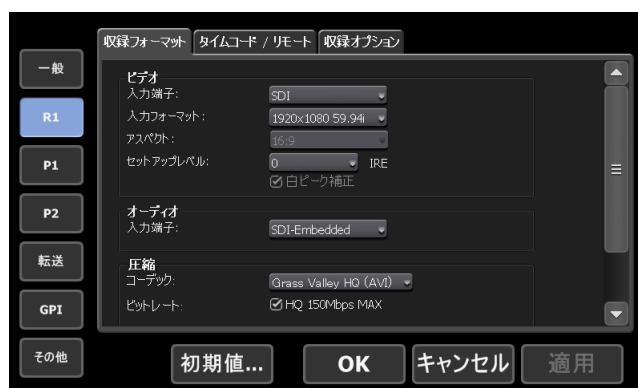 収録フォーマット タイムコード / リモート 収録オプション
一般
R1
P1
P2
転送
GPI
その他
ビデオ
入力端子: SDI
入力フォーマット: 1920x1080 59.94i
アスペクト: 16:9
セットアップレベル: 0 IRE
白ピーク補正
オーディオ
入力端子: SDI-Embedded
圧縮
コーデック: Grass Valley HQ (AVI)
ビットレート: HQ 150Mbps MAX
初期値... OK キャンセル 適用